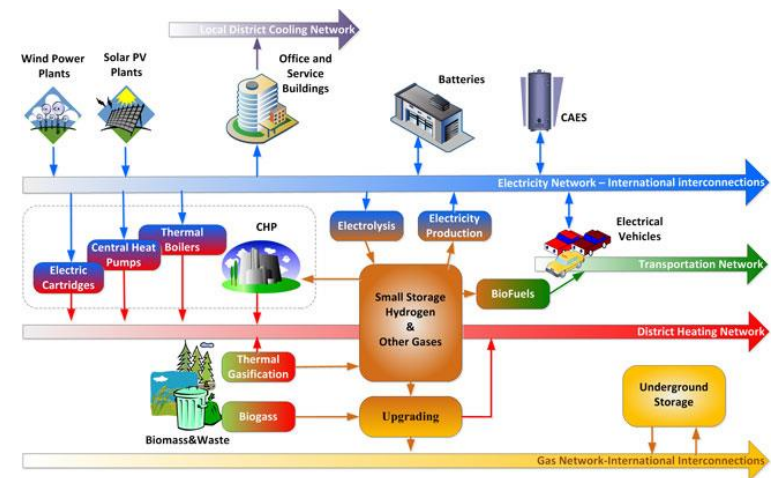 Local District Cooling Network
Wind Power
Plants
Solar PV
Plants
Office and
Service
Buildings
Batteries
CAES
Electricity Network – International interconnections
CHP
Thermal
Boilers
Central Heat
Pumps
Electric
Cartridges
Electrolysis
Electricity
Production
Electrical
Vehicles
Transportation Network
Small Storage
Hydrogen
&
Other Gases
BioFuels
District Heating Network
Thermal
Gasification
Biogass
Biomass&Waste
Upgrading
Underground
Storage
Gas Network-International Interconnections